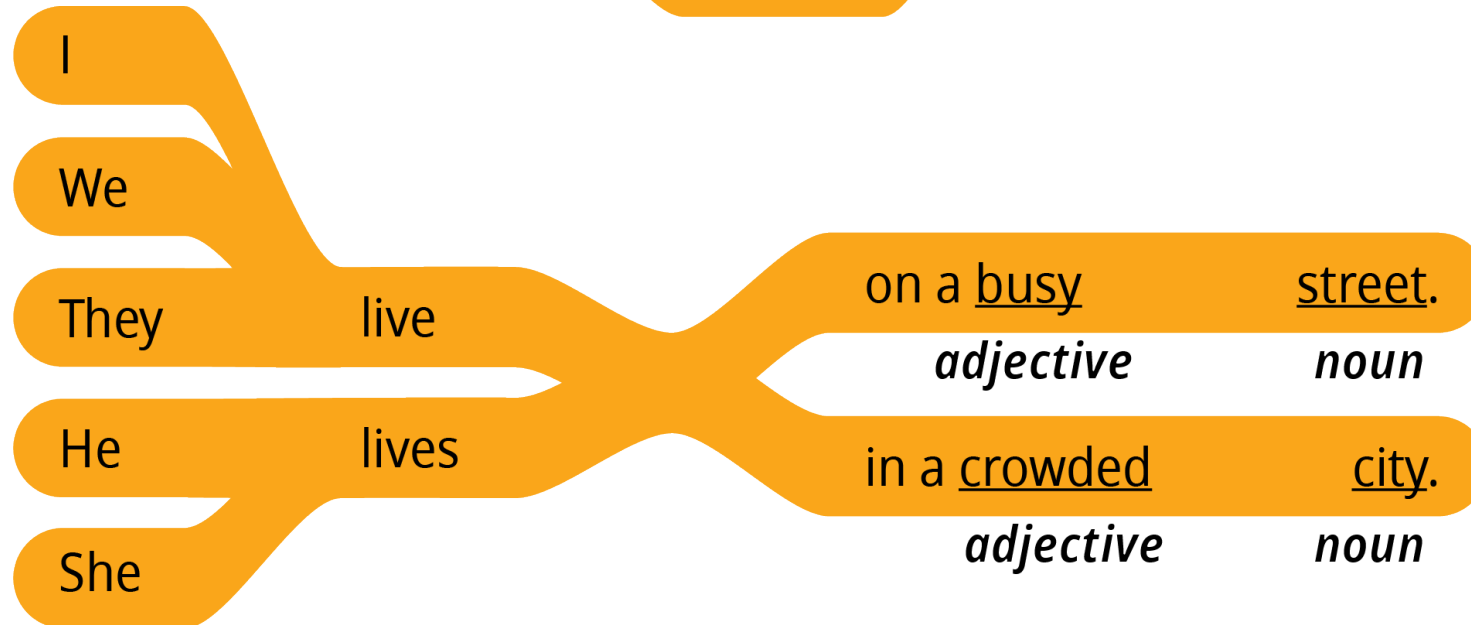 I
We
They live
He lives
She
on a busy street.
adjective noun
in a crowded city.
adjective noun